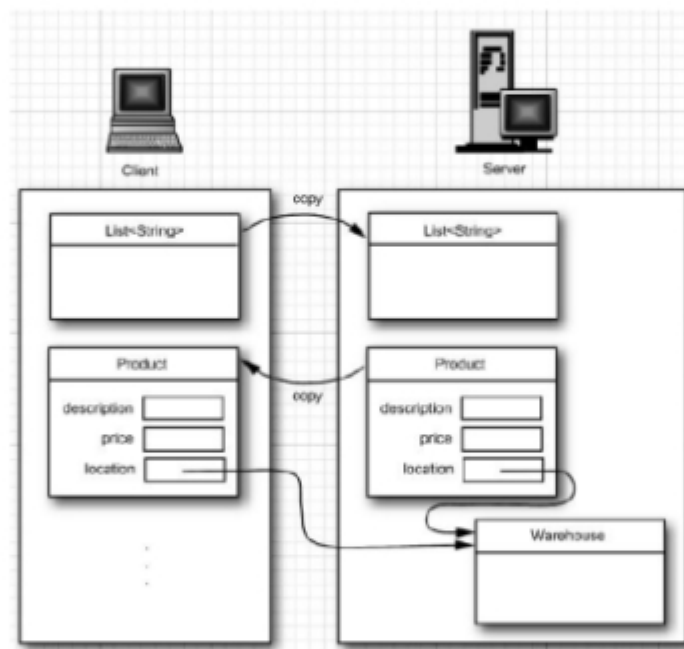 Client
Server
copy
List<String>
List<String>
Product
Product
copy
description
price
location
description
price
location
Warehouse